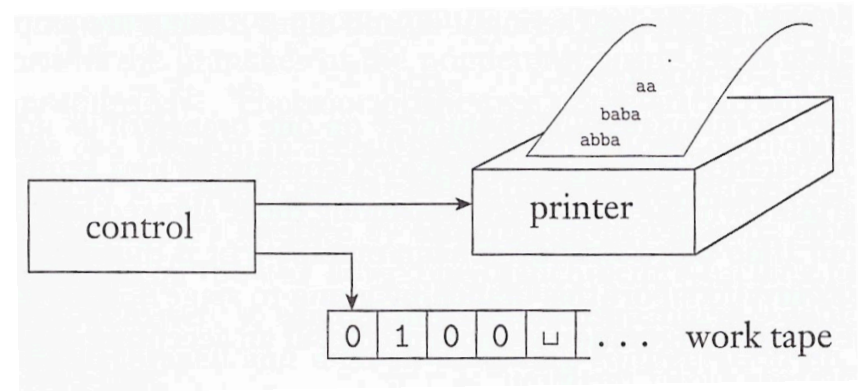 aa
baba
abba
control
printer
0 1 0 0 ␣ . . . work tape